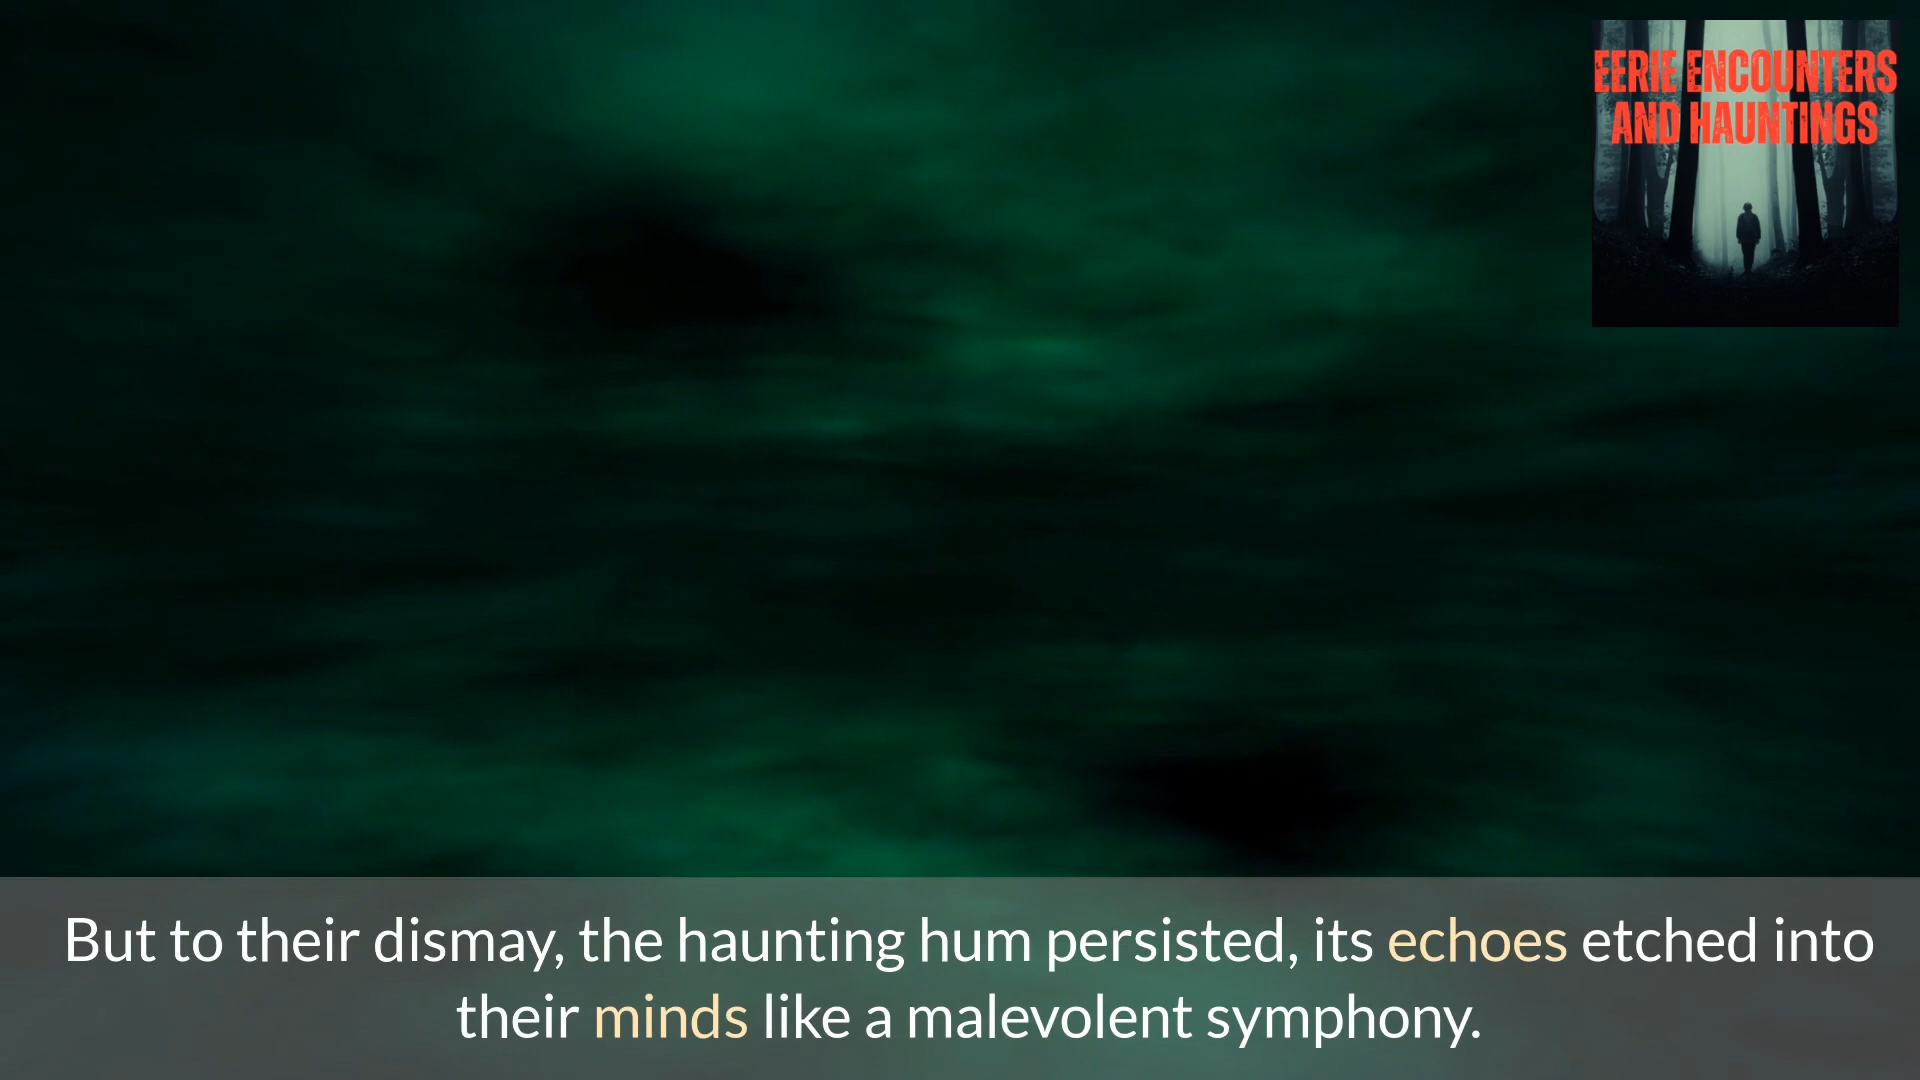 EERIE ENCOUNTERS
AND HAUNTINGS
But to their dismay, the haunting hum persisted, its echoes etched into
their minds like a malevolent symphony.